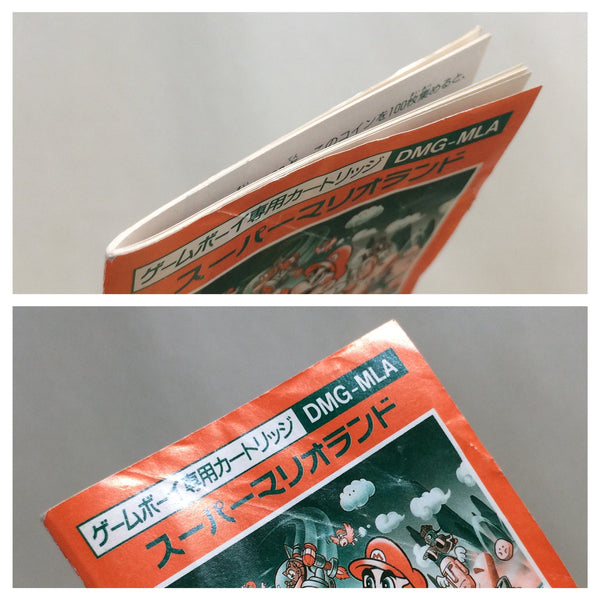 このコインを100枚集めると、
ゲームボーイ専用カートリッジ DMG-MLA
スーパーマリオランド
ゲームボーイ専用カートリッジ DMG-MLA
スーパーマリオランド